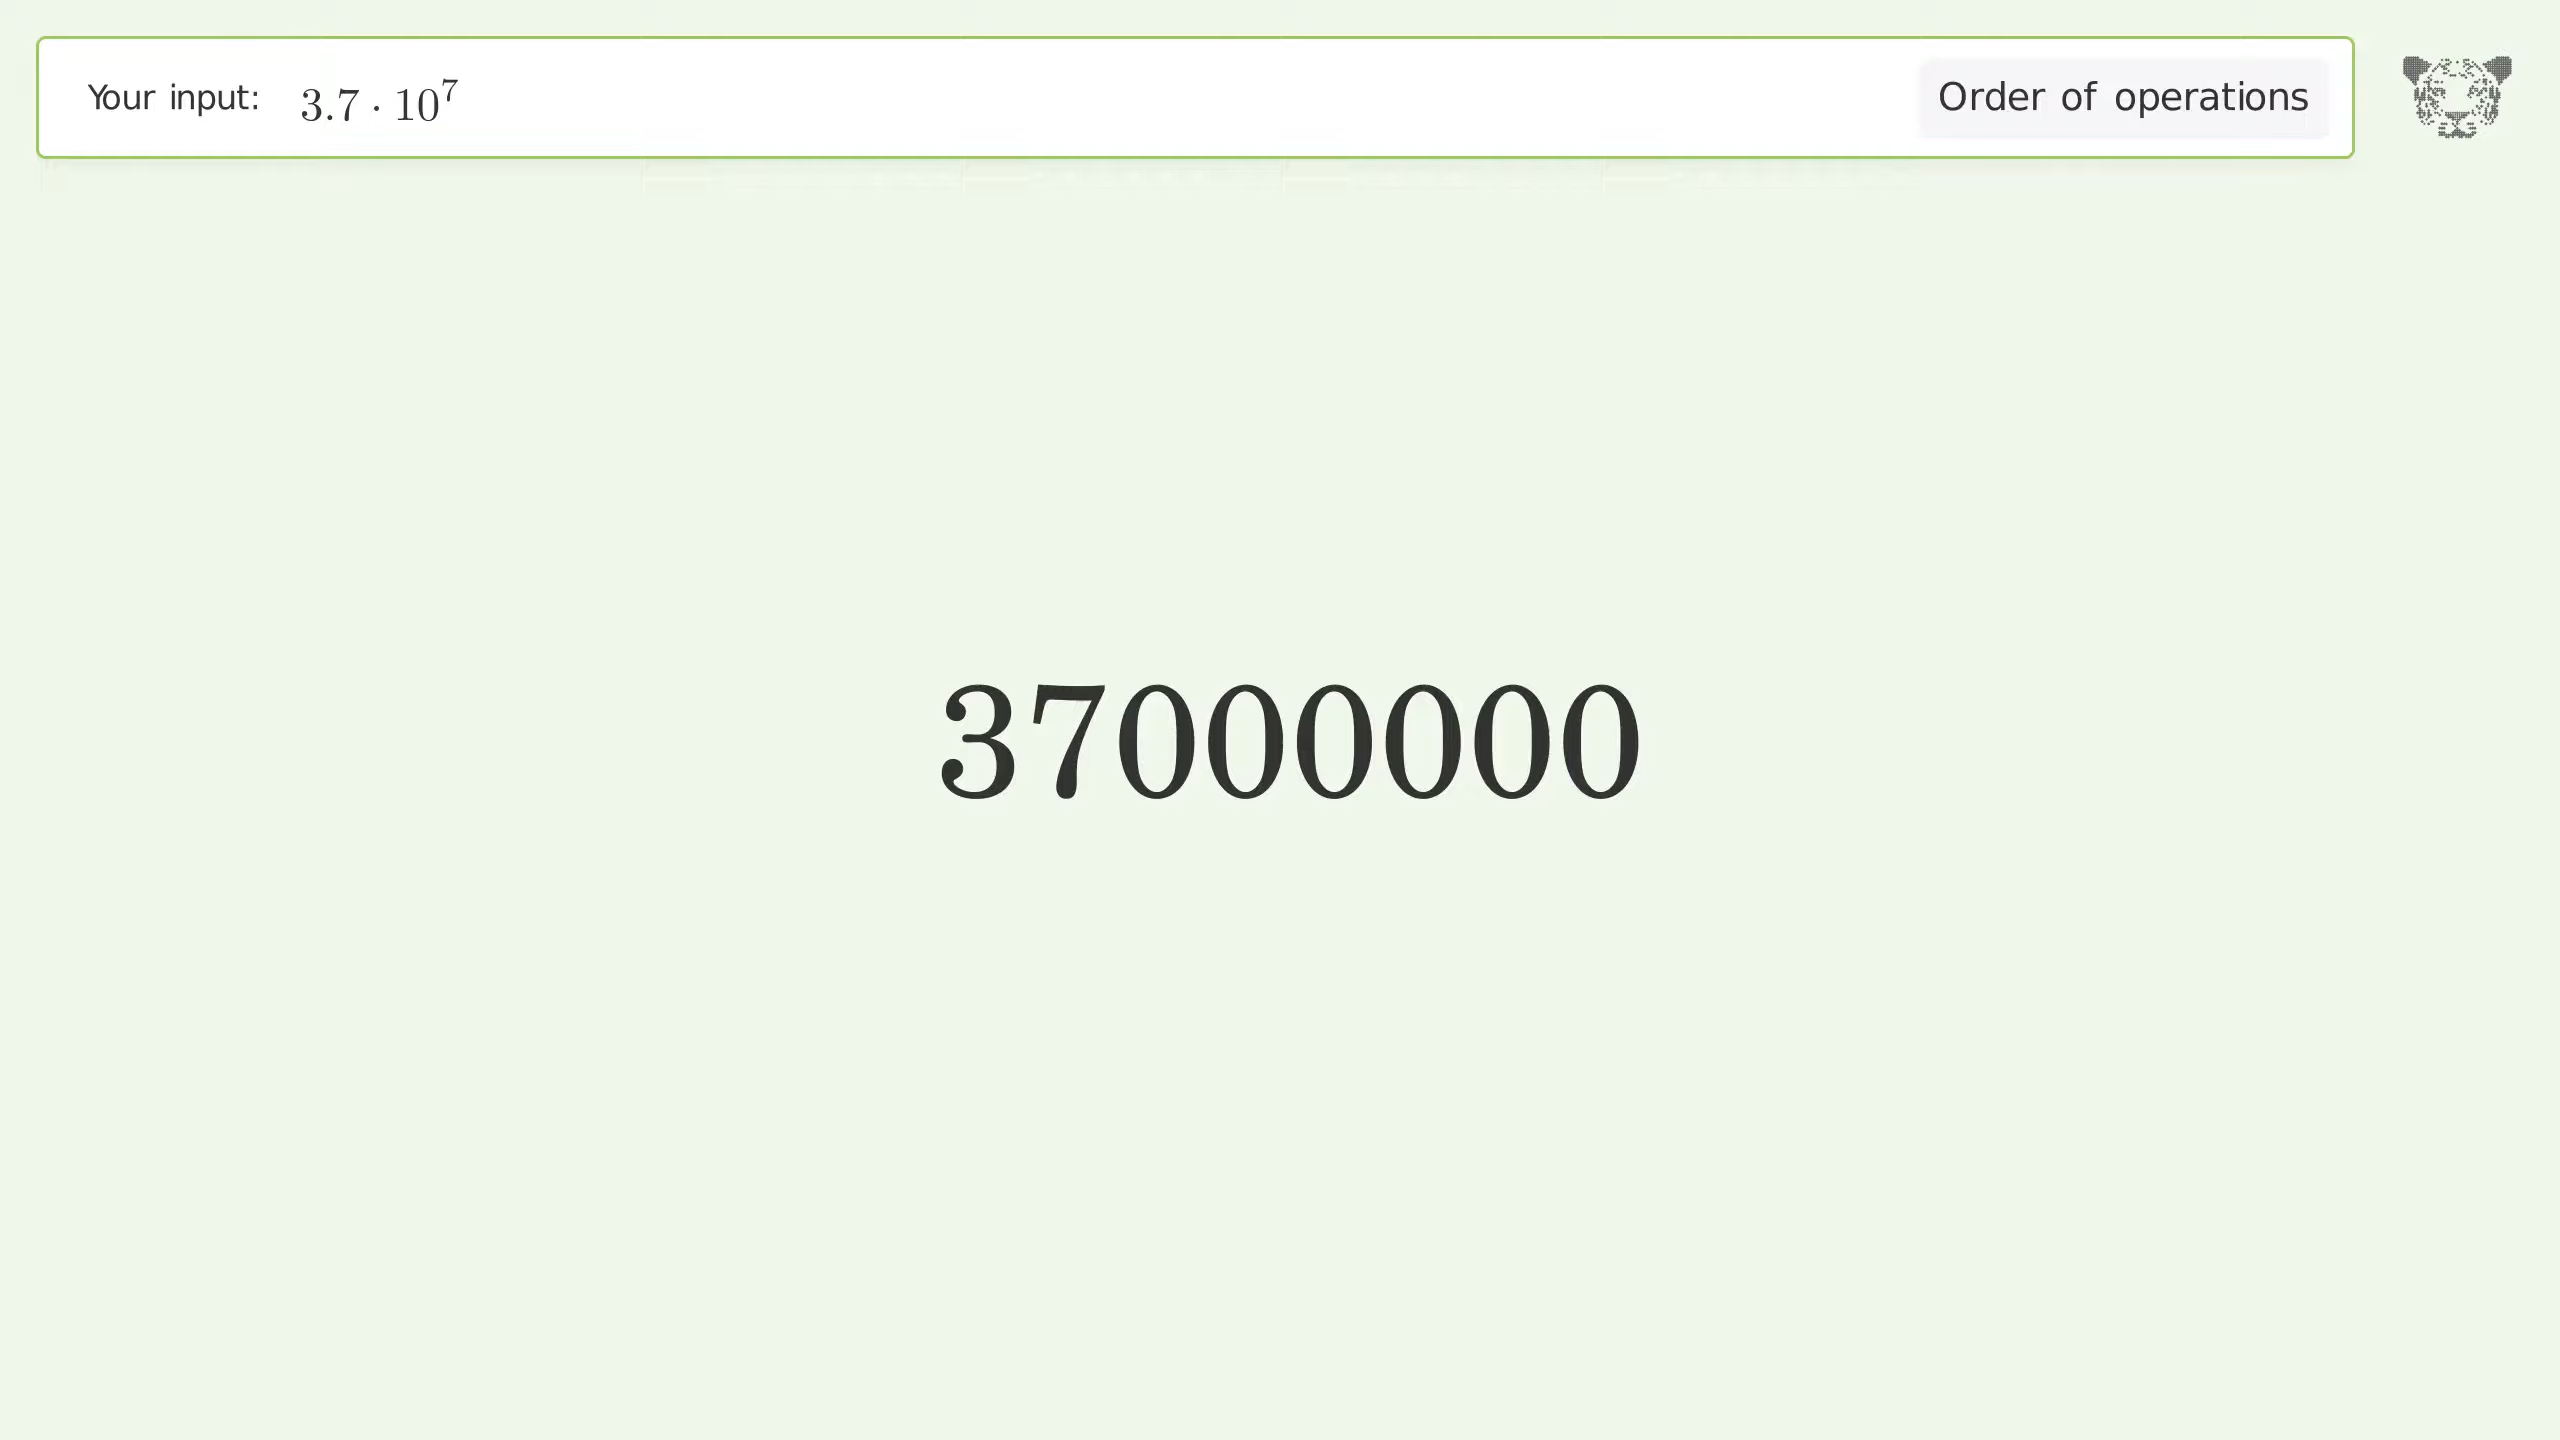 Your input: 3.7 · 10⁷ Order of operations
37000000